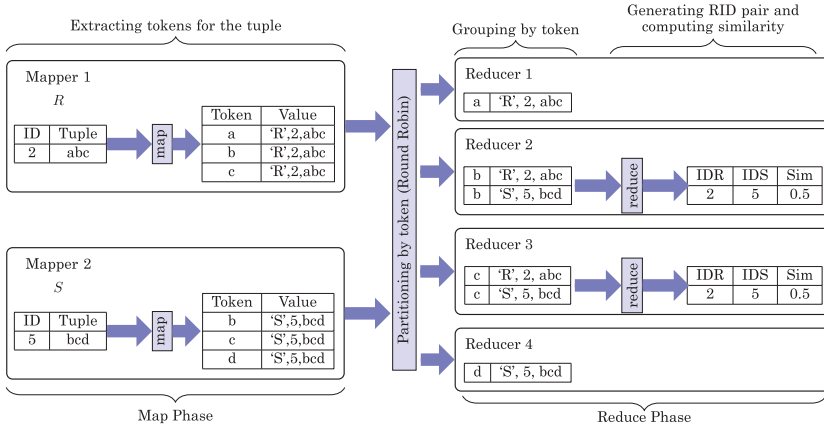 Extracting tokens for the tuple
Mapper 1
R
ID Tuple
2 abc
map
Token Value
a ‘R’,2,abc
b ‘R’,2,abc
c ‘R’,2,abc
Mapper 2
S
ID Tuple
5 bcd
map
Token Value
b ‘S’,5,bcd
c ‘S’,5,bcd
d ‘S’,5,bcd
Map Phase
Partitioning by token (Round Robin)
Grouping by token
Generating RID pair and
computing similarity
Reducer 1
a ‘R’, 2, abc
Reducer 2
b ‘R’, 2, abc
b ‘S’, 5, bcd
reduce
IDR IDS Sim
2 5 0.5
Reducer 3
c ‘R’, 2, abc
c ‘S’, 5, bcd
reduce
IDR IDS Sim
2 5 0.5
Reducer 4
d ‘S’, 5, bcd
Reduce Phase